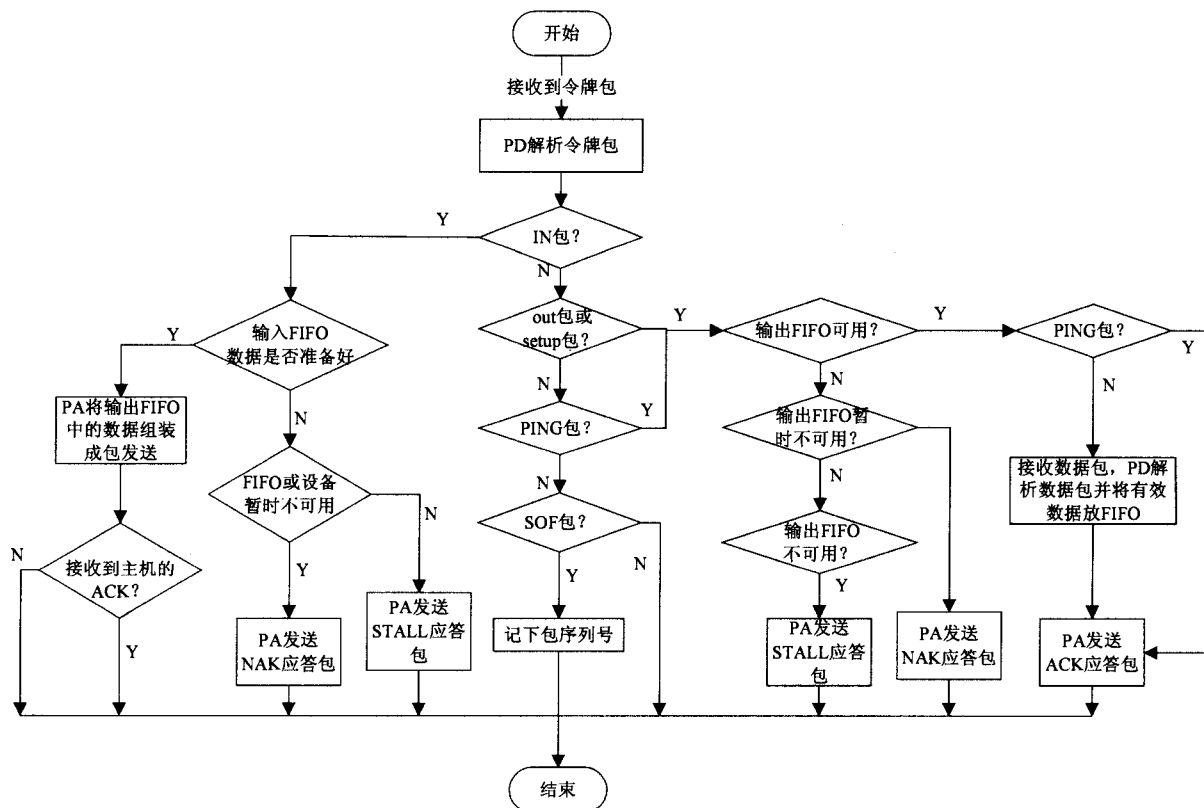 开始
接收到令牌包
PD解析令牌包
Y
IN包?
N
Y
输入FIFO
数据是否准备好
N
PA将输出FIFO
中的数据组装
成包发送
FIFO或设备
暂时不可用
N
Y
N
接收到主机的
ACK?
Y
PA发送
NAK应答包
PA发送
STALL应答
包
out包或
setup包?
Y
N
PING包?
Y
N
SOF包?
N
Y
记下包序列号
输出FIFO可用?
Y
N
输出FIFO暂
时不可用?
N
输出FIFO
不可用?
Y
PA发送
STALL应答
包
PA发送
NAK应答包
PING包?
Y
N
接收数据包，PD解
析数据包并将有效
数据放FIFO
PA发送
ACK应答包
结束